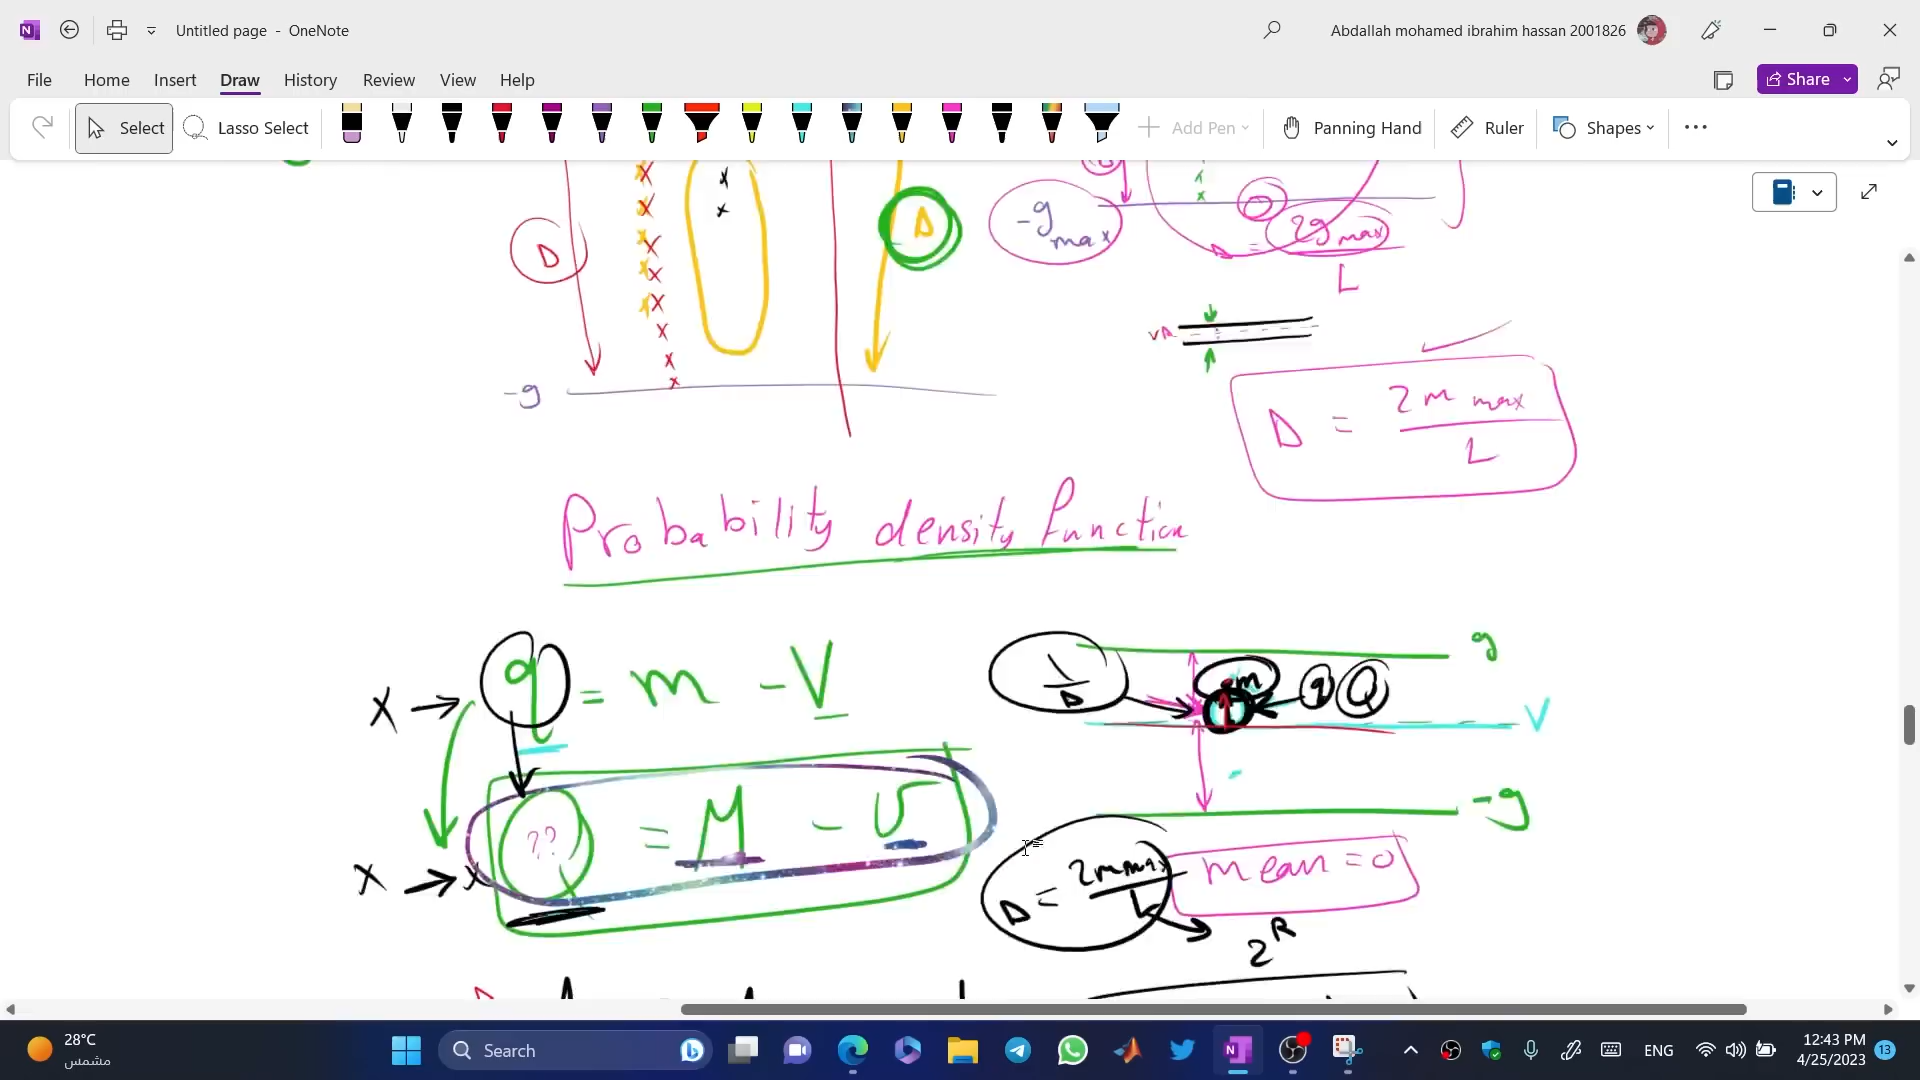 Untitled page - OneNote
Abdallah mohamed ibrahim hassan 2001826
File Home Insert Draw History Review View Help
Share
Select
Lasso Select
Add Pen
Panning Hand
Ruler
Shapes
Δ
Δ
-g
-g max
Δ = 2g max / L
Δ = 2m max / L
Probability density function
q = m - V
X →
?? = M - v
X → X
1/Δ
m
q Q
g
V
-g
Δ = 2m max / L
2^R
mean = 0
28°C
مشمس
Search
ENG
12:43 PM
4/25/2023
13